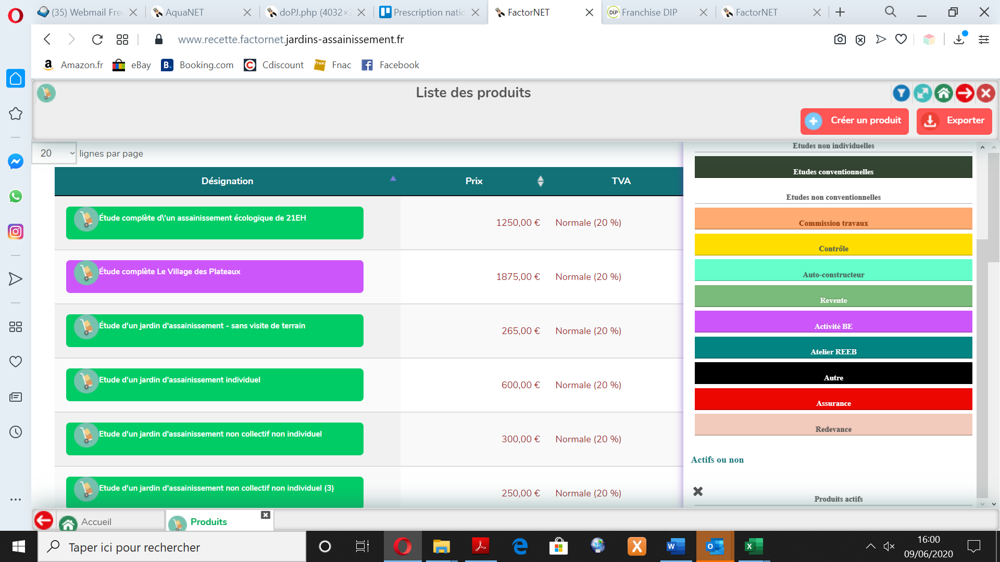 (35) Webmail Fre
AquaNET
doPJ.php (4032×
Prescription natio
FactorNET
Franchise DIP
FactorNET
www.recette.factornet.jardins-assainissement.fr
Amazon.fr
eBay
Booking.com
Cdiscount
Fnac
Facebook
Liste des produits
Créer un produit
Exporter
20 lignes par page
Désignation Prix TVA
Étude complète d\'un assainissement écologique de 21EH 1250,00 € Normale (20 %)
Étude complète Le Village des Plateaux 1875,00 € Normale (20 %)
Étude d'un jardin d'assainissement - sans visite de terrain 265,00 € Normale (20 %)
Etude d'un jardin d'assainissement individuel 600,00 € Normale (20 %)
Etude d'un jardin d'assainissement non collectif non individuel 300,00 € Normale (20 %)
Etude d'un jardin d'assainissement non collectif non individuel (3) 250,00 € Normale (20 %)
Etudes non individuelles
Etudes conventionnelles
Etudes non conventionnelles
Commission travaux
Contrôle
Auto-constructeur
Revente
Activité BE
Atelier REEB
Autre
Assurance
Redevance
Actifs ou non
Produits actifs
Accueil
Produits
Taper ici pour rechercher
16:00
09/06/2020